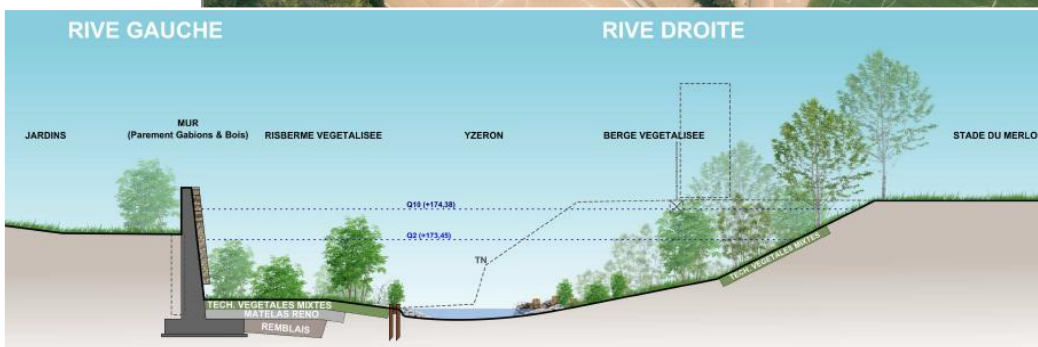 RIVE GAUCHE
RIVE DROITE
JARDINS
MUR
(Parement Gabions & Bois)
RISBERME VEGETALISEE
YZERON
BERGE VEGETALISEE
STADE DU MERLO
Q10 (+174,38)
Q2 (+173,45)
TN
TECH. VEGETALES MIXTES
TECH. VEGETALES MIXTES
MATELAS RENO
REMBLAIS